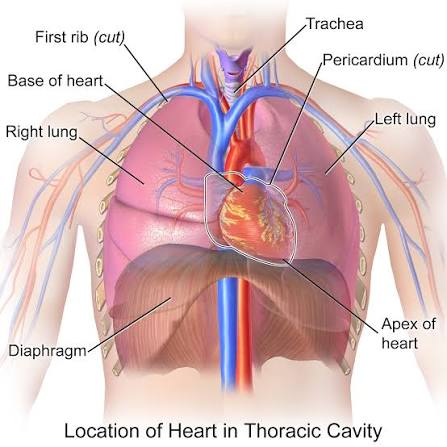 Trachea
First rib (cut)
Pericardium (cut)
Base of heart
Left lung
Right lung
Apex of
heart
Diaphragm
Location of Heart in Thoracic Cavity